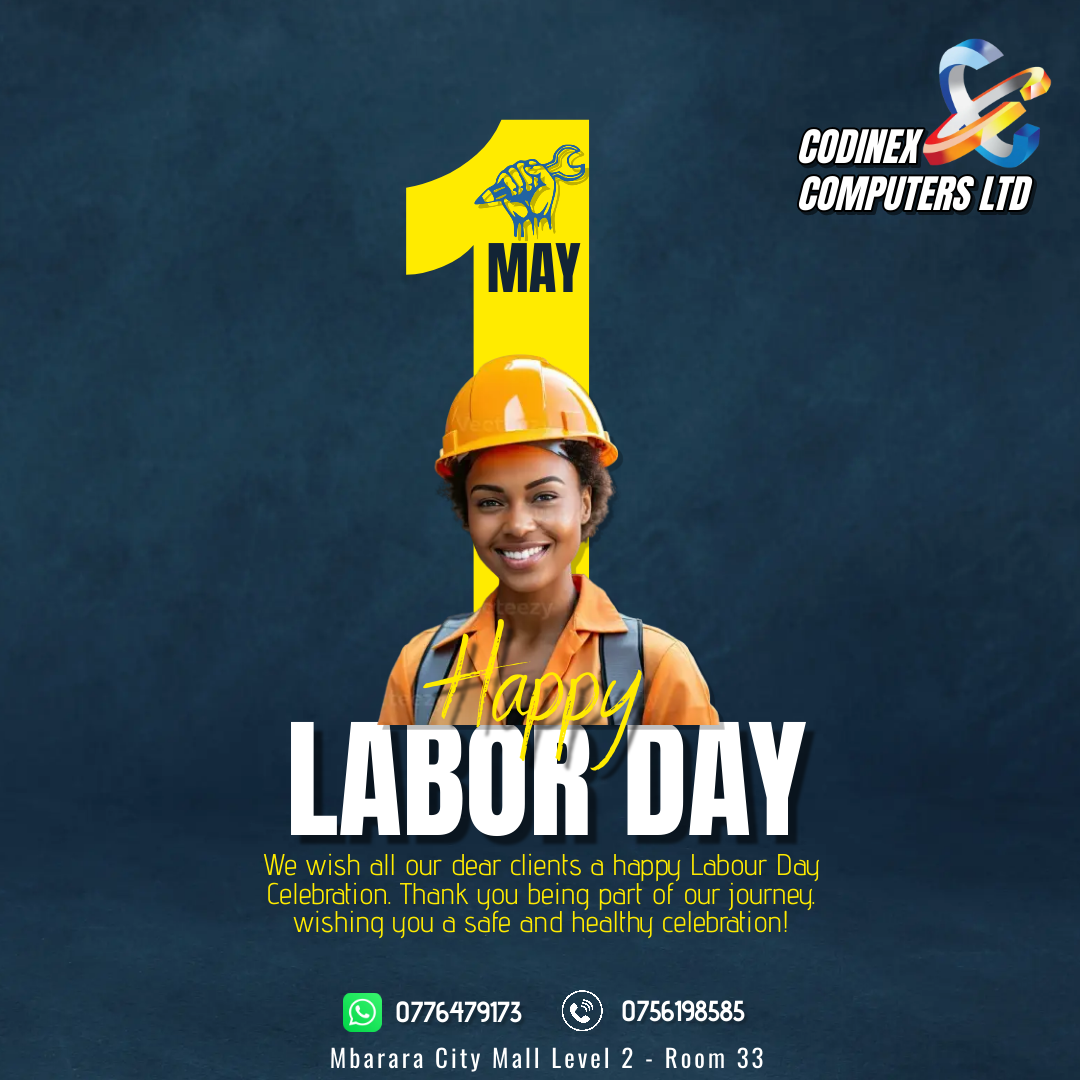 CODINEX
COMPUTERS LTD
1
MAY
Vecteezy
Happy
LABOR DAY
We wish all our dear clients a happy Labour Day
Celebration. Thank you being part of our journey.
wishing you a safe and healthy celebration!
0776479173 0756198585
Mbarara City Mall Level 2 - Room 33